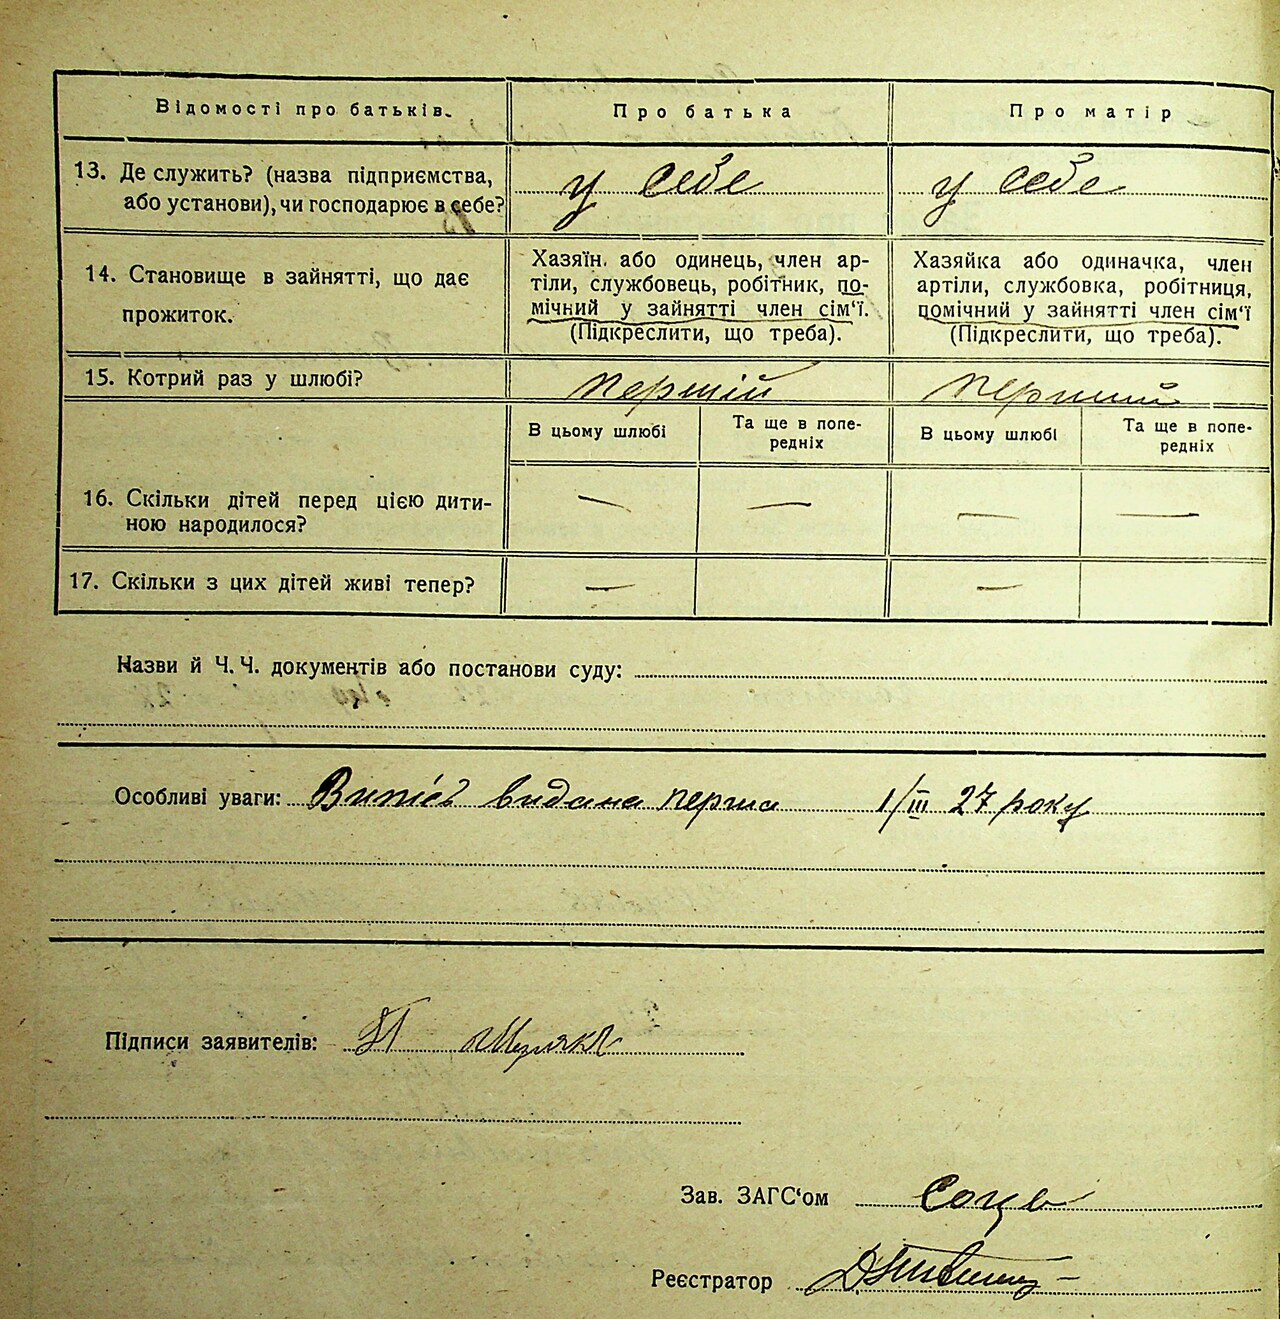 Відомості про батьків. Про батька Про матір
13. Де служить? (назва підприємства, у себе у себе
або установи), чи господарює в себе?
Хазяїн або одинець, член ар- Хазяйка або одиначка, член
14. Становище в зайнятті, що дає тіли, службовець, робітник, по- артіли, службовка, робітниця,
прожиток. мічний у зайнятті член сім'ї. помічний у зайнятті член сім'ї
(Підкреслити, що треба). (Підкреслити, що треба).
15. Котрий раз у шлюбі? перший перший
В цьому шлюбі Та ще в попе- В цьому шлюбі Та ще в попе-
редніх редніх
16. Скільки дітей перед цією дити- — — — —
ною народилося?
17. Скільки з цих дітей живі тепер? — —
Назви й Ч. Ч. документів або постанови суду:
Особливі уваги: видана перша 1/III 27 року
Підписи заявителів:
Зав. ЗАГС'ом
Реєстратор